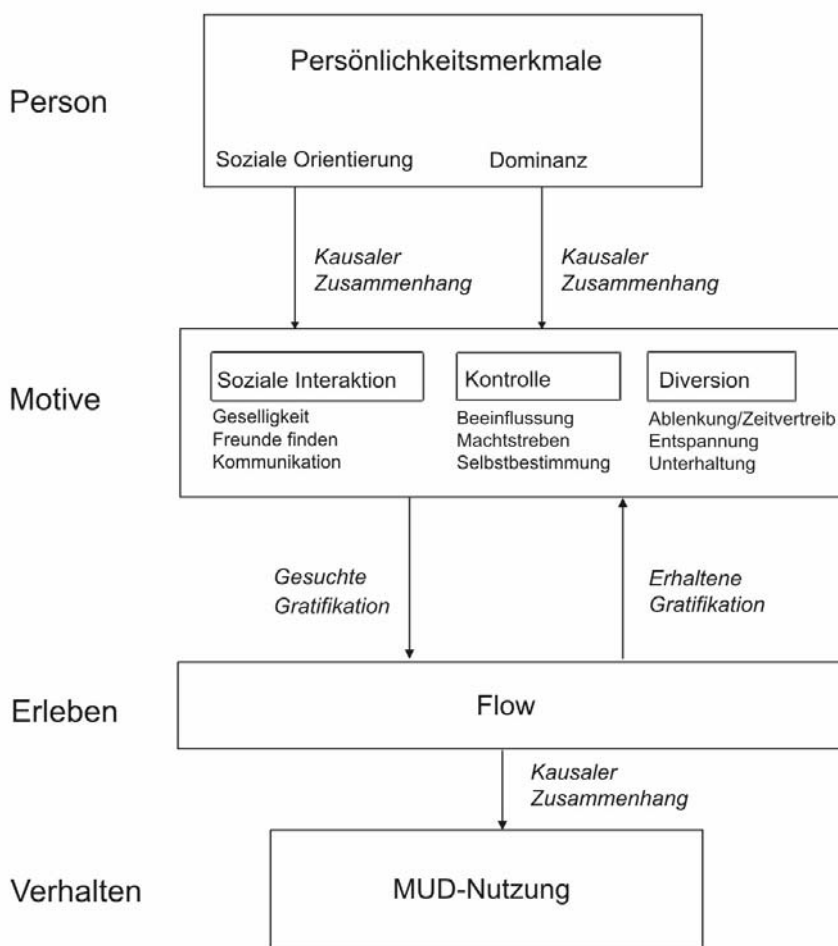 Persönlichkeitsmerkmale
Person
Soziale Orientierung
Dominanz
Kausaler
Zusammenhang
Kausaler
Zusammenhang
Motive
Soziale Interaktion
Geselligkeit
Freunde finden
Kommunikation
Kontrolle
Beeinflussung
Machtstreben
Selbstbestimmung
Diversion
Ablenkung/Zeitvertreib
Entspannung
Unterhaltung
Gesuchte
Gratifikation
Erhaltene
Gratifikation
Erleben
Flow
Kausaler
Zusammenhang
Verhalten
MUD-Nutzung